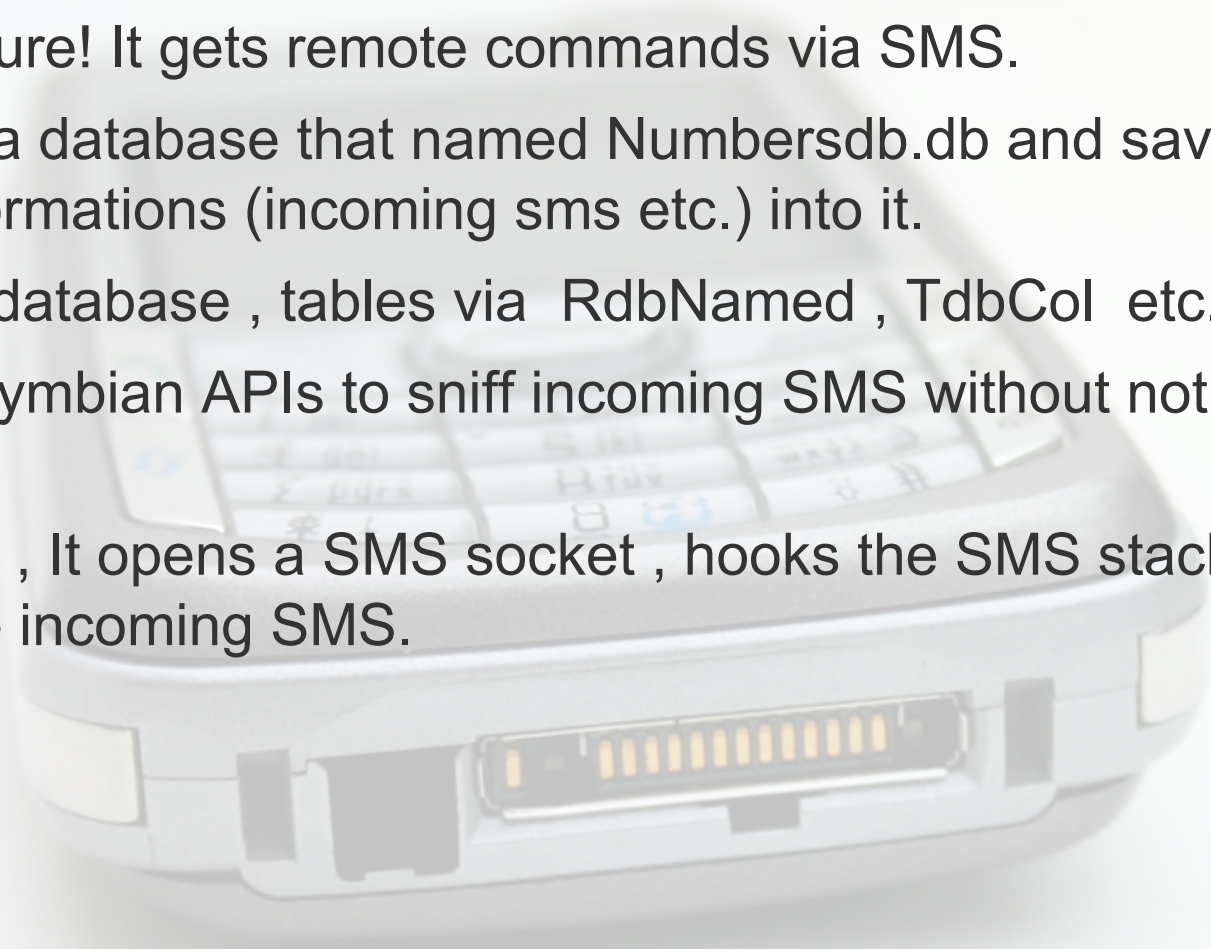 ure! It gets remote commands via SMS.
a database that named Numbersdb.db and sav
ormations (incoming sms etc.) into it.
database , tables via RdbNamed , TdbCol etc.
ymbian APIs to sniff incoming SMS without not
, It opens a SMS socket , hooks the SMS stack
incoming SMS.